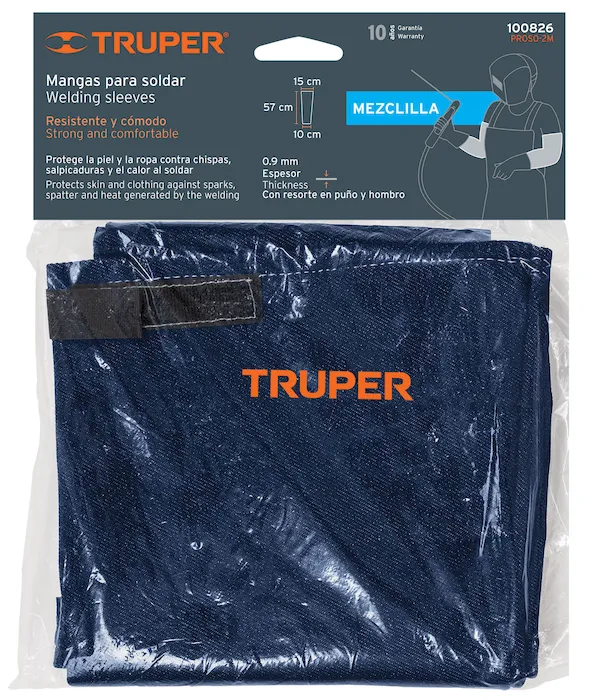 TRUPER®
Mangas para soldar
Welding sleeves
Resistente y cómodo
Strong and comfortable
Protege la piel y la ropa contra chispas,
salpicaduras y el calor al soldar
Protects skin and clothing against sparks,
spatter and heat generated by the welding
15 cm
57 cm
10 cm
0.9 mm
Espesor
Thickness
Con resorte en puño y hombro
10 años Garantía
Warranty
100826
PROSO-2M
MEZCLILLA
TRUPER